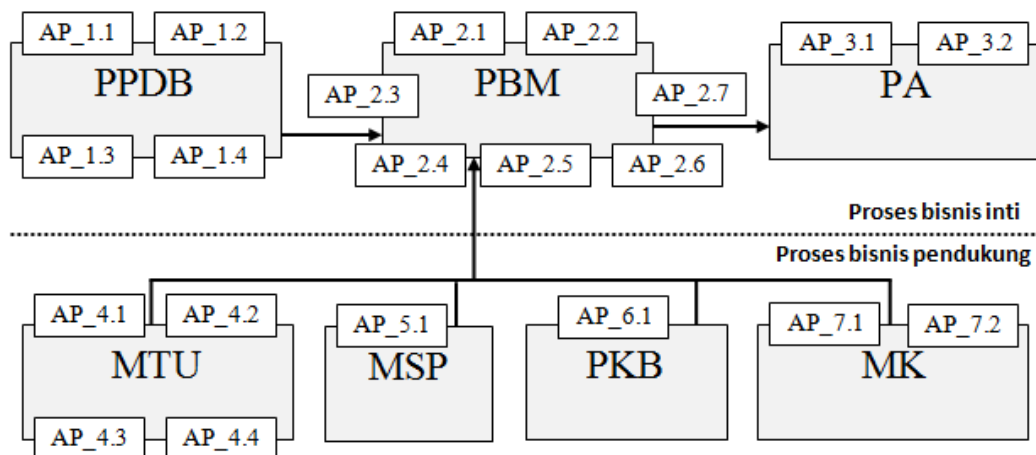 AP_1.1 AP_1.2 AP_2.1 AP_2.2 AP_3.1 AP_3.2
PPDB PBM PA
AP_2.3 AP_2.7
AP_1.3 AP_1.4 AP_2.4 AP_2.5 AP_2.6
Proses bisnis inti
Proses bisnis pendukung
AP_4.1 AP_4.2 AP_5.1 AP_6.1 AP_7.1 AP_7.2
MTU MSP PKB MK
AP_4.3 AP_4.4